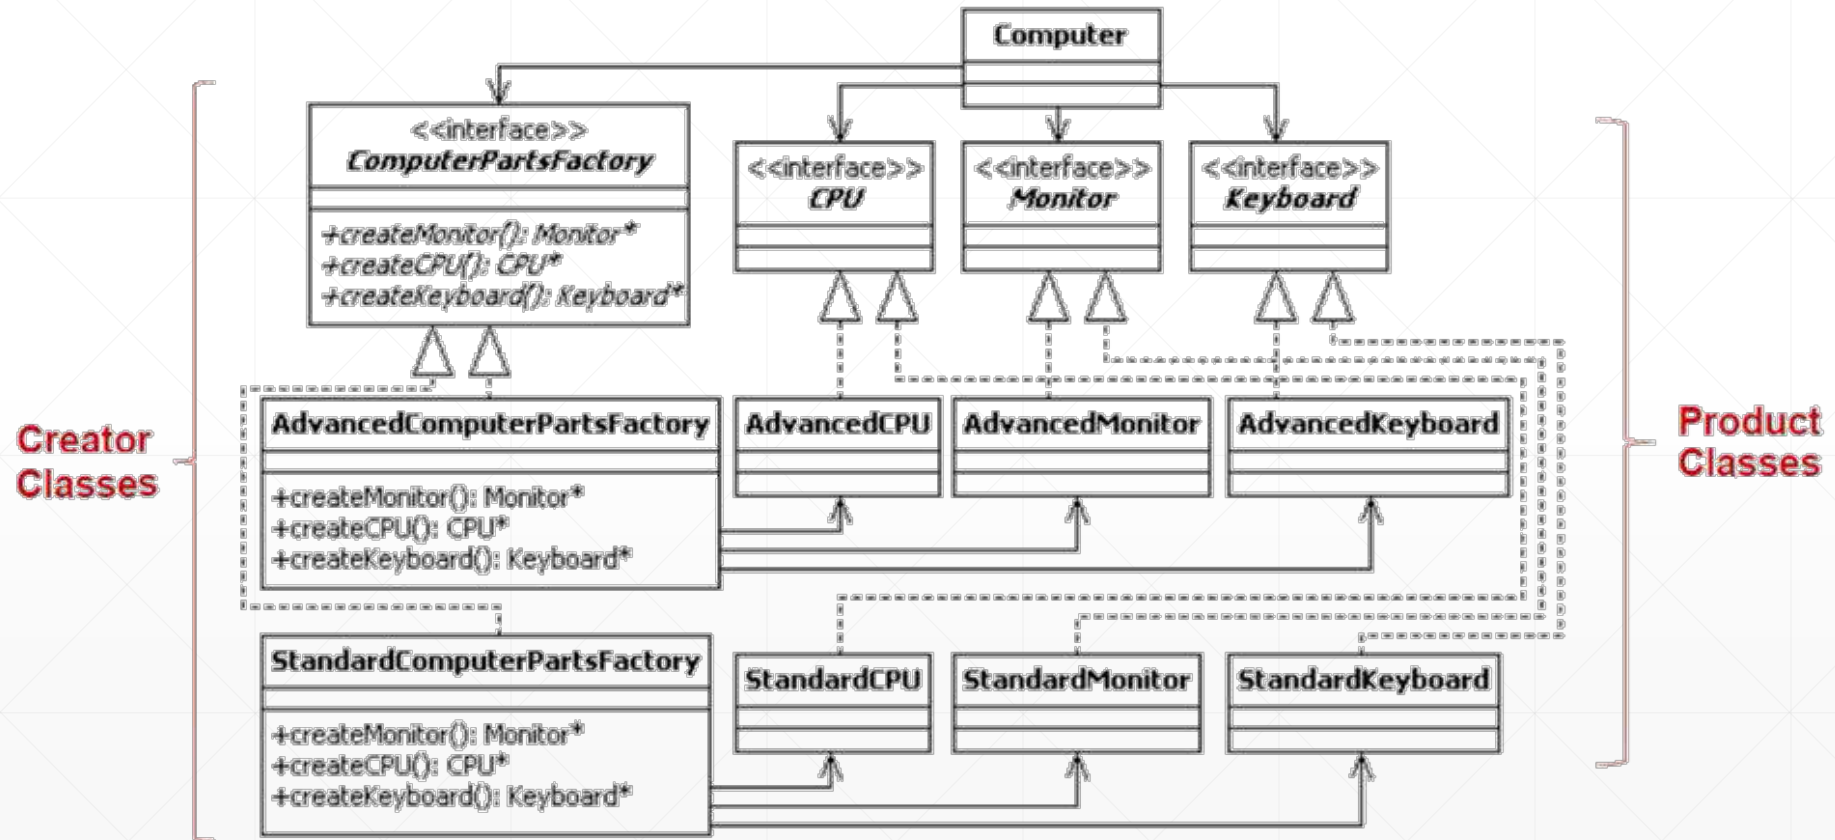 Computer
<<interface>>
ComputerPartsFactory
+createMonitor(): Monitor*
+createCPU(): CPU*
+createKeyboard(): Keyboard*
<<interface>>
CPU
<<interface>>
Monitor
<<interface>>
Keyboard
Creator
Classes
AdvancedComputerPartsFactory
+createMonitor(): Monitor*
+createCPU(): CPU*
+createKeyboard(): Keyboard*
AdvancedCPU
AdvancedMonitor
AdvancedKeyboard
Product
Classes
StandardComputerPartsFactory
+createMonitor(): Monitor*
+createCPU(): CPU*
+createKeyboard(): Keyboard*
StandardCPU
StandardMonitor
StandardKeyboard